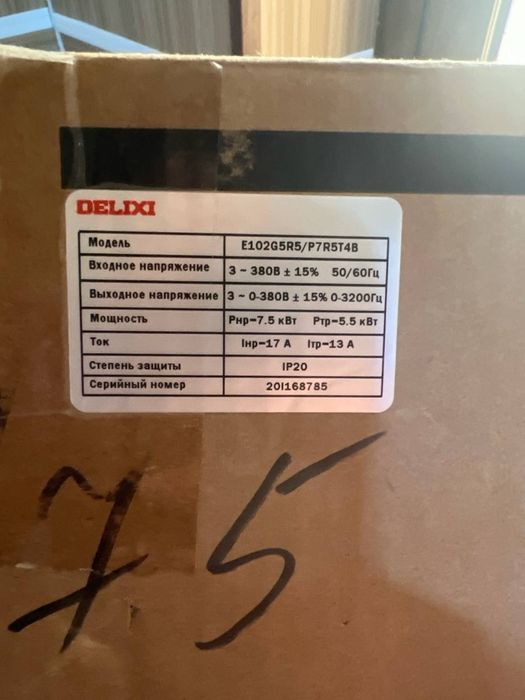 DELIXI
Модель E102G5R5/P7R5T4B
Входное напряжение 3 ~ 380В ± 15% 50/60Гц
Выходное напряжение 3 ~ 0-380В ± 15% 0-3200Гц
Мощность Pнр=7.5 кВт Pтр=5.5 кВт
Ток Iнр=17 А Iтр=13 А
Степень защиты IP20
Серийный номер 20I168785
7.5